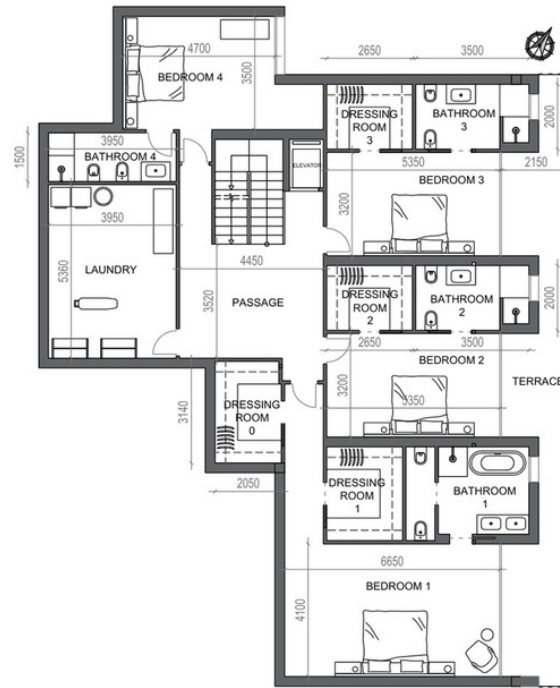 2650
3500
4700
BEDROOM 4
3500
2000
DRESSING
ROOM
3
BATHROOM
3
3950
BATHROOM 4
1500
ELEVATOR
5350
2150
BEDROOM 3
3200
3950
LAUNDRY
5360
4450
PASSAGE
3520
DRESSING
ROOM
2
BATHROOM
2
2000
2650
3500
BEDROOM 2
3200
5350
TERRACE
3140
DRESSING
ROOM
0
2050
DRESSING
ROOM
1
BATHROOM
1
6650
BEDROOM 1
4100